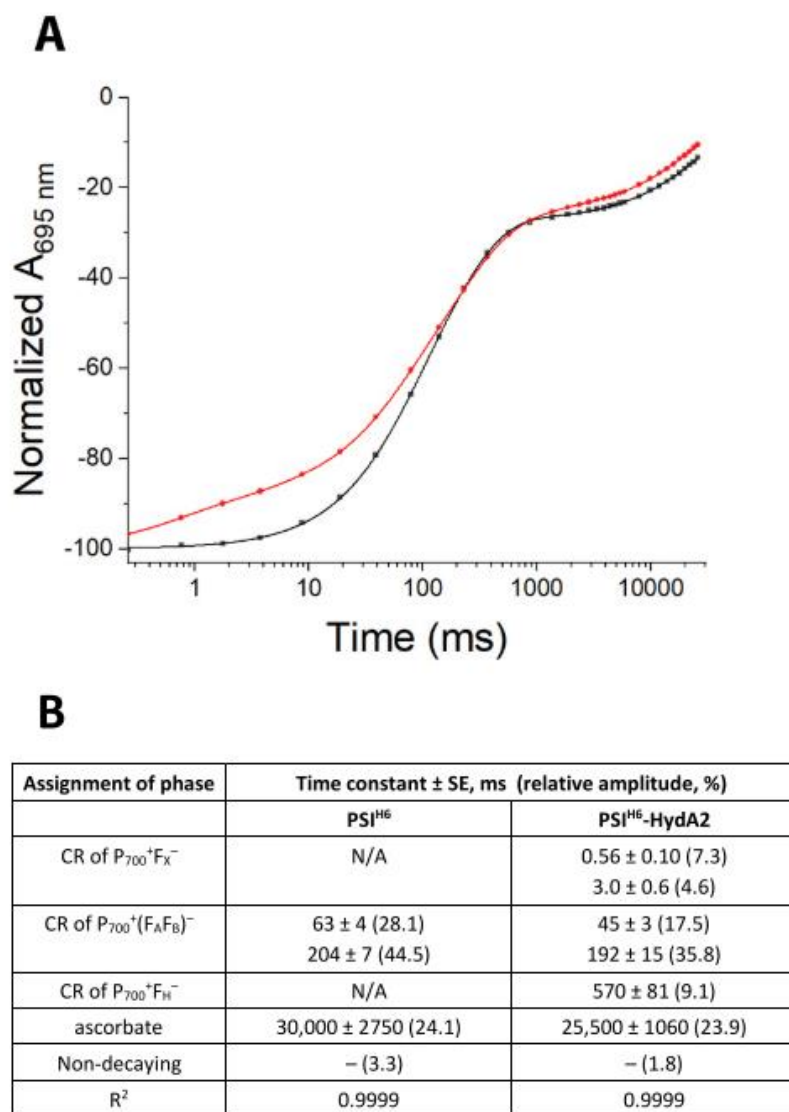 A
0
-20
-40
-60
-80
-100
Normalized A695 nm
1 10 100 1000 10000
Time (ms)
B
Assignment of phase Time constant ± SE, ms (relative amplitude, %)
PSI^H6 PSI^H6-HydA2
CR of P700+FX− N/A 0.56 ± 0.10 (7.3)
3.0 ± 0.6 (4.6)
CR of P700+(FAFB)− 63 ± 4 (28.1) 45 ± 3 (17.5)
204 ± 7 (44.5) 192 ± 15 (35.8)
CR of P700+FH− N/A 570 ± 81 (9.1)
ascorbate 30,000 ± 2750 (24.1) 25,500 ± 1060 (23.9)
Non-decaying – (3.3) – (1.8)
R² 0.9999 0.9999